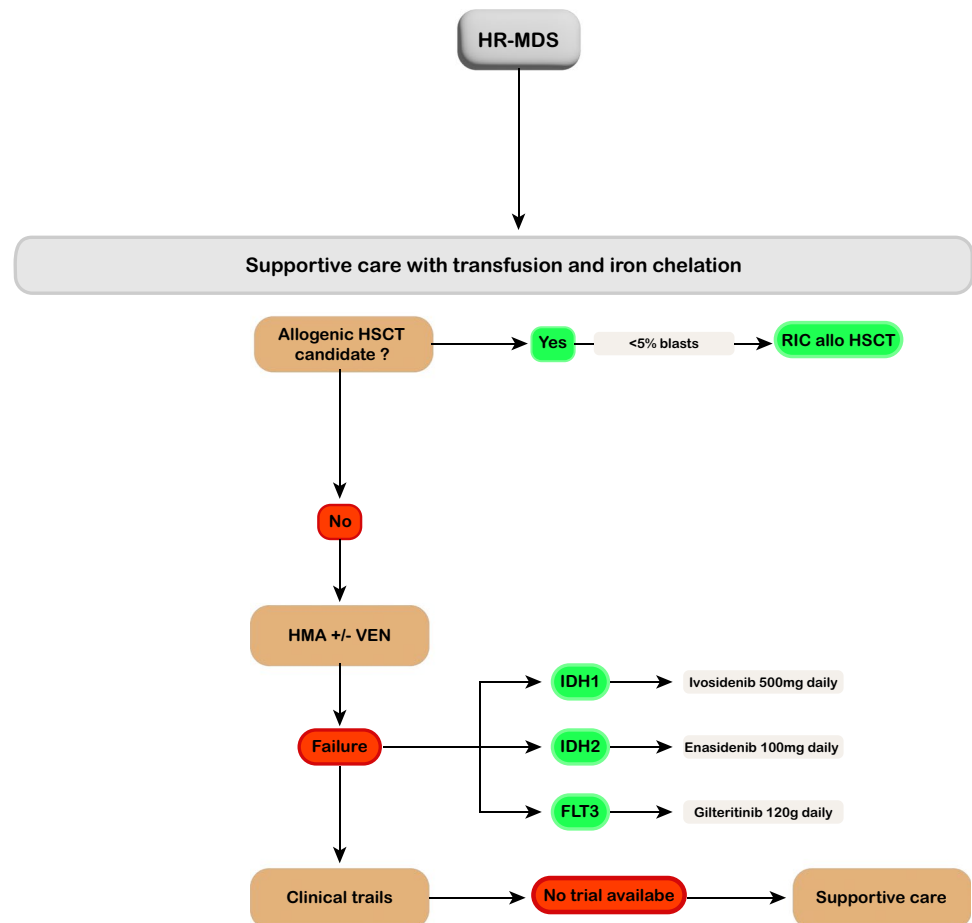 HR-MDS
Supportive care with transfusion and iron chelation
Allogenic HSCT
candidate ?
Yes
<5% blasts
RIC allo HSCT
No
HMA +/- VEN
IDH1
Ivosidenib 500mg daily
Failure
IDH2
Enasidenib 100mg daily
FLT3
Gilteritinib 120g daily
Clinical trails
No trial availabe
Supportive care